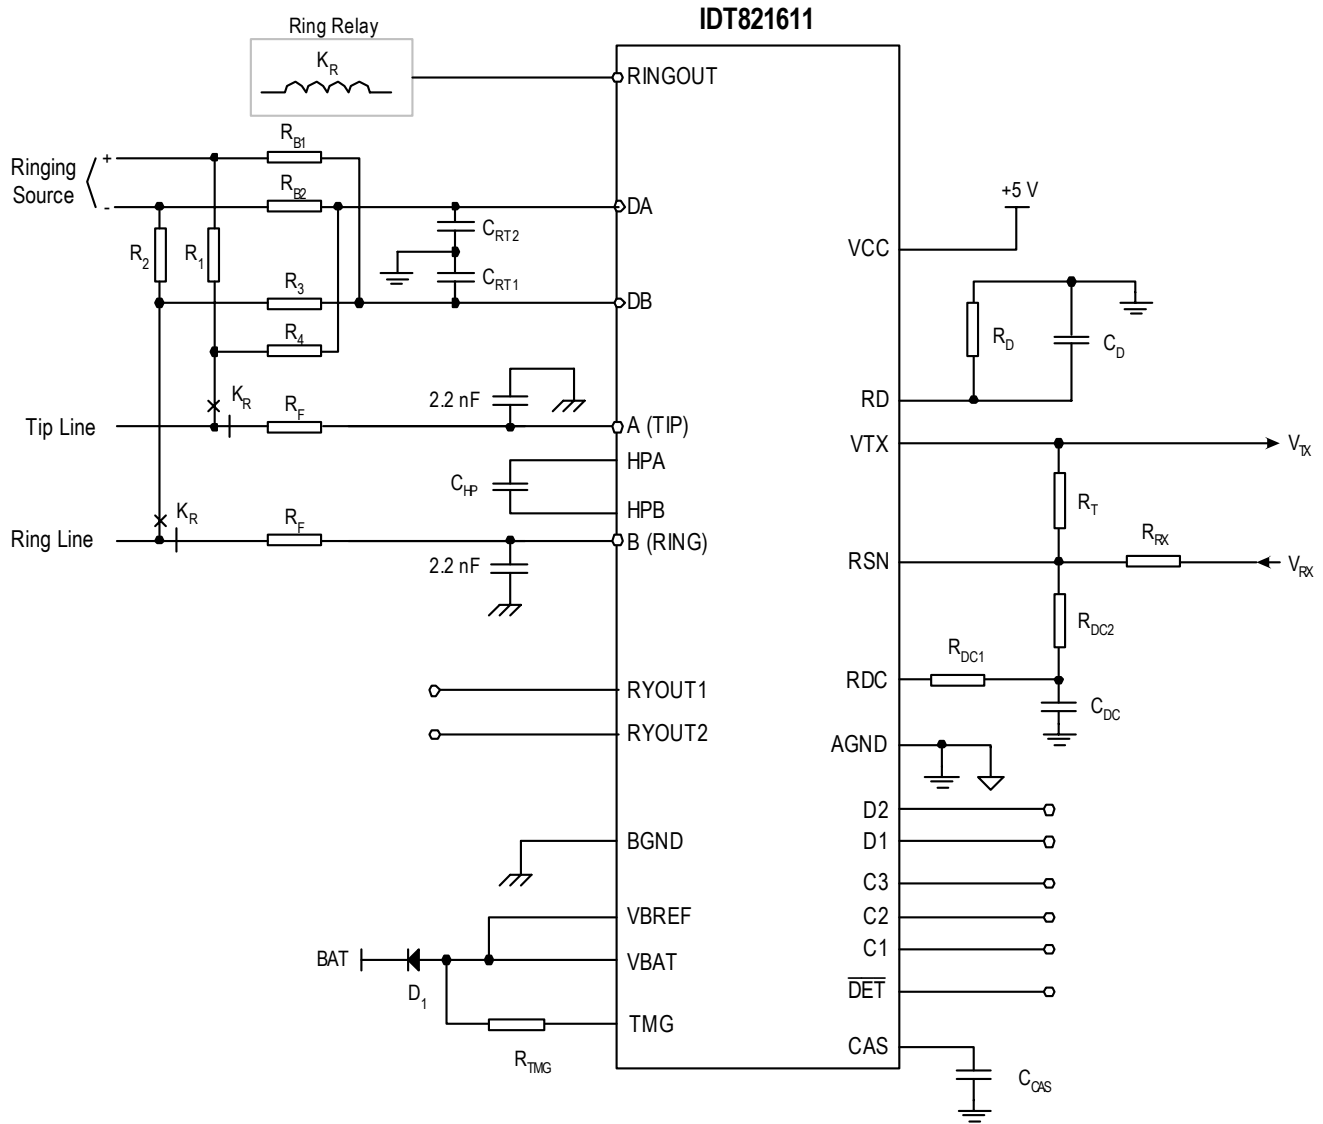 IDT821611
Ring Relay
K_R
RINGOUT
Ringing
Source
+
-
R_B1
R_B2
DA
R_2
R_1
C_RT2
C_RT1
R_3
DB
R_4
VCC
+5 V
R_D
C_D
RD
K_R
R_F
2.2 nF
Tip Line
A (TIP)
VTX
V_TX
HPA
C_HP
HPB
R_T
K_R
R_F
Ring Line
B (RING)
2.2 nF
RSN
R_RX
V_RX
R_DC2
R_DC1
RDC
C_DC
RYOUT1
RYOUT2
AGND
D2
D1
BGND
C3
VBREF
C2
C1
BAT
VBAT
D_1
DET
TMG
R_TMG
CAS
C_CAS